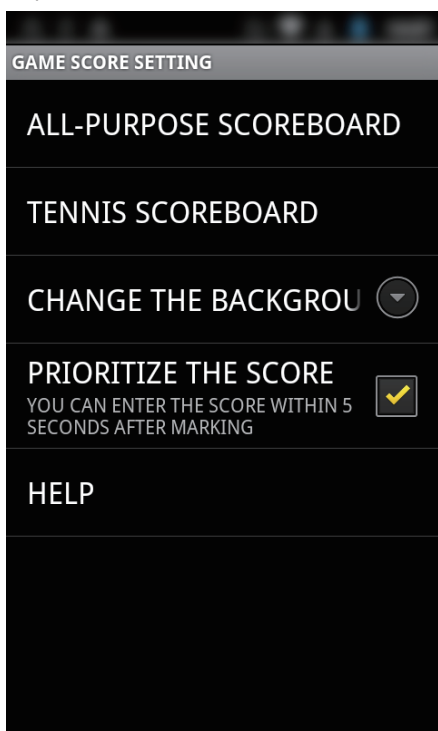 GAME SCORE SETTING
ALL-PURPOSE SCOREBOARD
TENNIS SCOREBOARD
CHANGE THE BACKGROU
PRIORITIZE THE SCORE
YOU CAN ENTER THE SCORE WITHIN 5
SECONDS AFTER MARKING
HELP